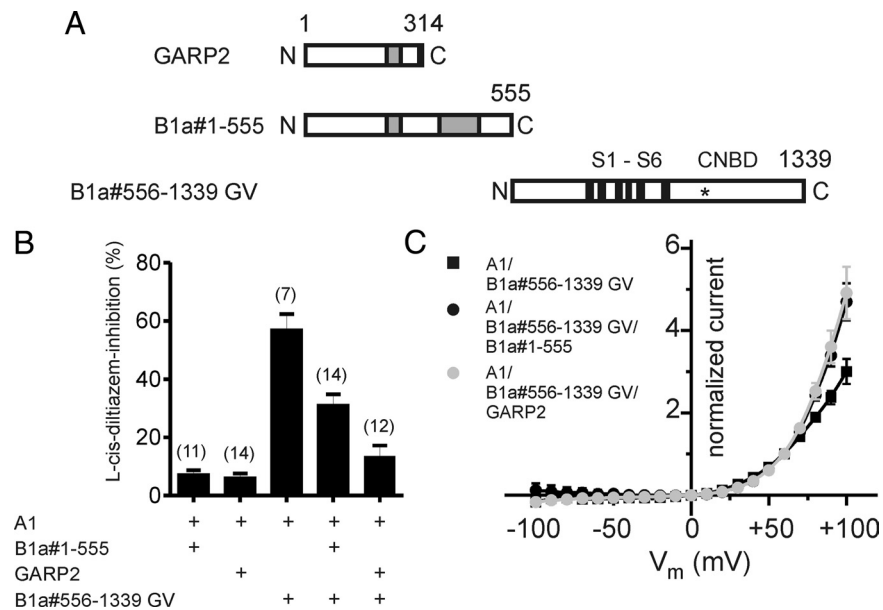 A
1 314
GARP2 N C
555
B1a#1-555 N C
S1 - S6 CNBD 1339
B1a#556-1339 GV N * C
B
L-cis-diltiazem-inhibition (%)
80
60
40
20
0
(11) (14) (7) (14) (12)
A1 + + + + +
B1a#1-555 + +
GARP2 + +
B1a#556-1339 GV + + +
C
A1/
B1a#556-1339 GV
A1/
B1a#556-1339 GV/
B1a#1-555
A1/
B1a#556-1339 GV/
GARP2
normalized current
6
4
2
-100 -50 0 +50 +100
Vm (mV)